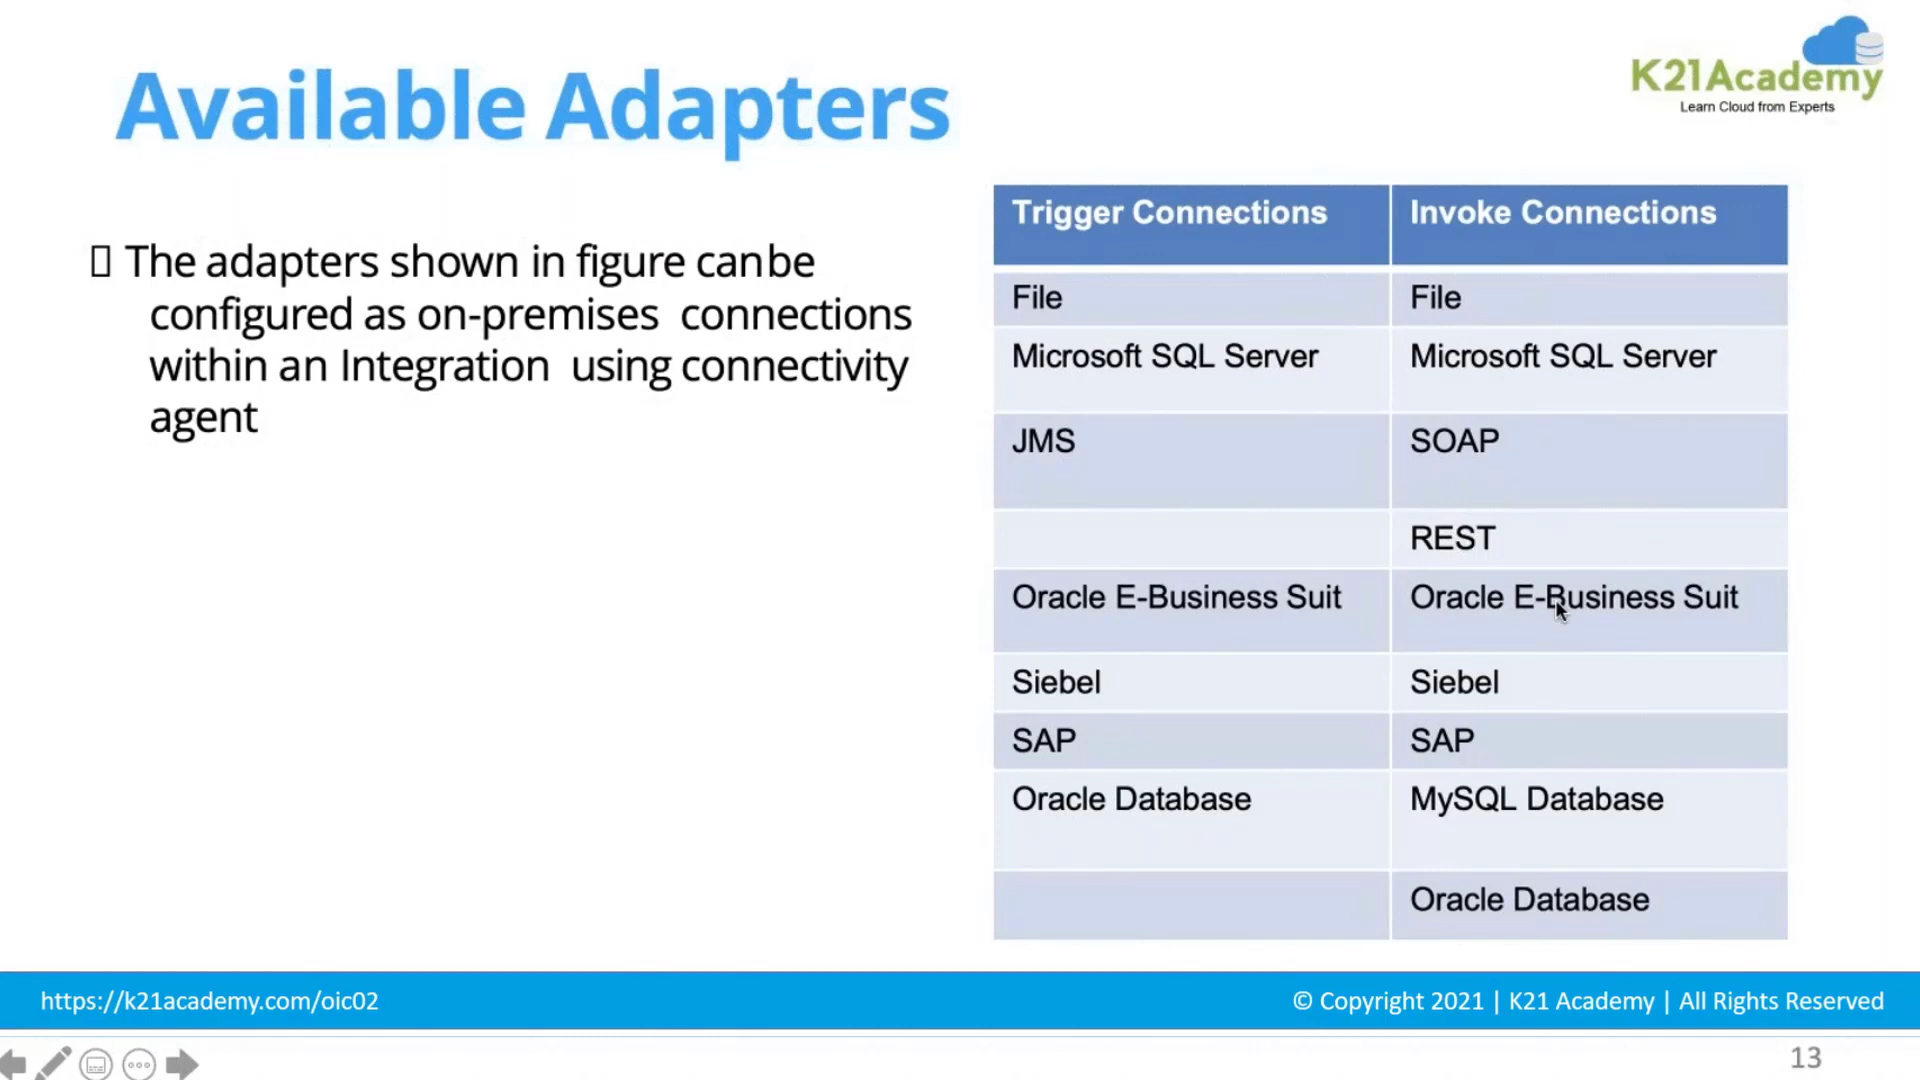 Available Adapters
K21Academy
Learn Cloud from Experts
The adapters shown in figure canbe
configured as on-premises connections
within an Integration using connectivity
agent
Trigger Connections Invoke Connections
File File
Microsoft SQL Server Microsoft SQL Server
JMS SOAP
REST
Oracle E-Business Suit Oracle E-Business Suit
Siebel Siebel
SAP SAP
Oracle Database MySQL Database
Oracle Database
https://k21academy.com/oic02 © Copyright 2021 | K21 Academy | All Rights Reserved
13